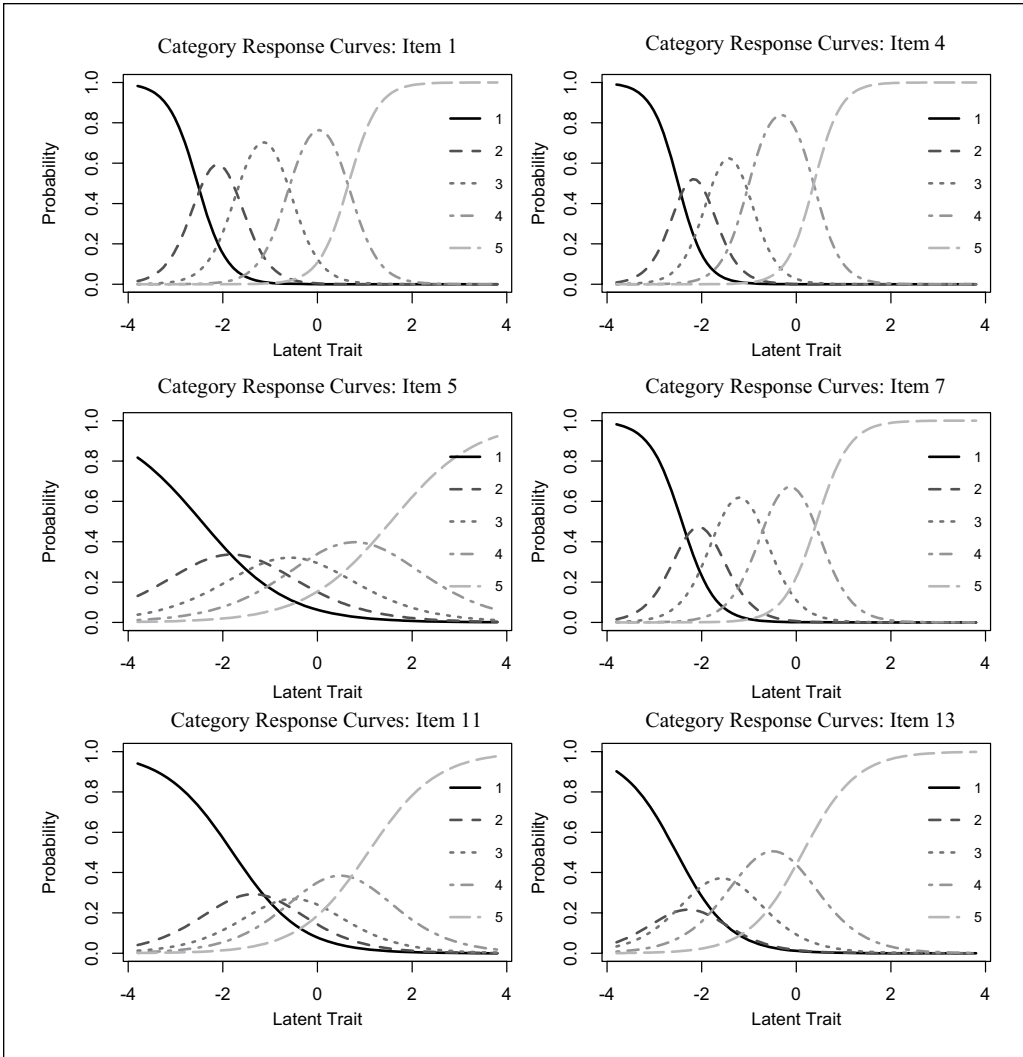 Category Response Curves: Item 1
Probability
0.0 0.2 0.4 0.6 0.8 1.0
1
2
3
4
5
-4 -2 0 2 4
Latent Trait
Category Response Curves: Item 4
Probability
0.0 0.2 0.4 0.6 0.8 1.0
1
2
3
4
5
-4 -2 0 2 4
Latent Trait
Category Response Curves: Item 5
Probability
0.0 0.2 0.4 0.6 0.8 1.0
1
2
3
4
5
-4 -2 0 2 4
Latent Trait
Category Response Curves: Item 7
Probability
0.0 0.2 0.4 0.6 0.8 1.0
1
2
3
4
5
-4 -2 0 2 4
Latent Trait
Category Response Curves: Item 11
Probability
0.0 0.2 0.4 0.6 0.8 1.0
1
2
3
4
5
-4 -2 0 2 4
Latent Trait
Category Response Curves: Item 13
Probability
0.0 0.2 0.4 0.6 0.8 1.0
1
2
3
4
5
-4 -2 0 2 4
Latent Trait